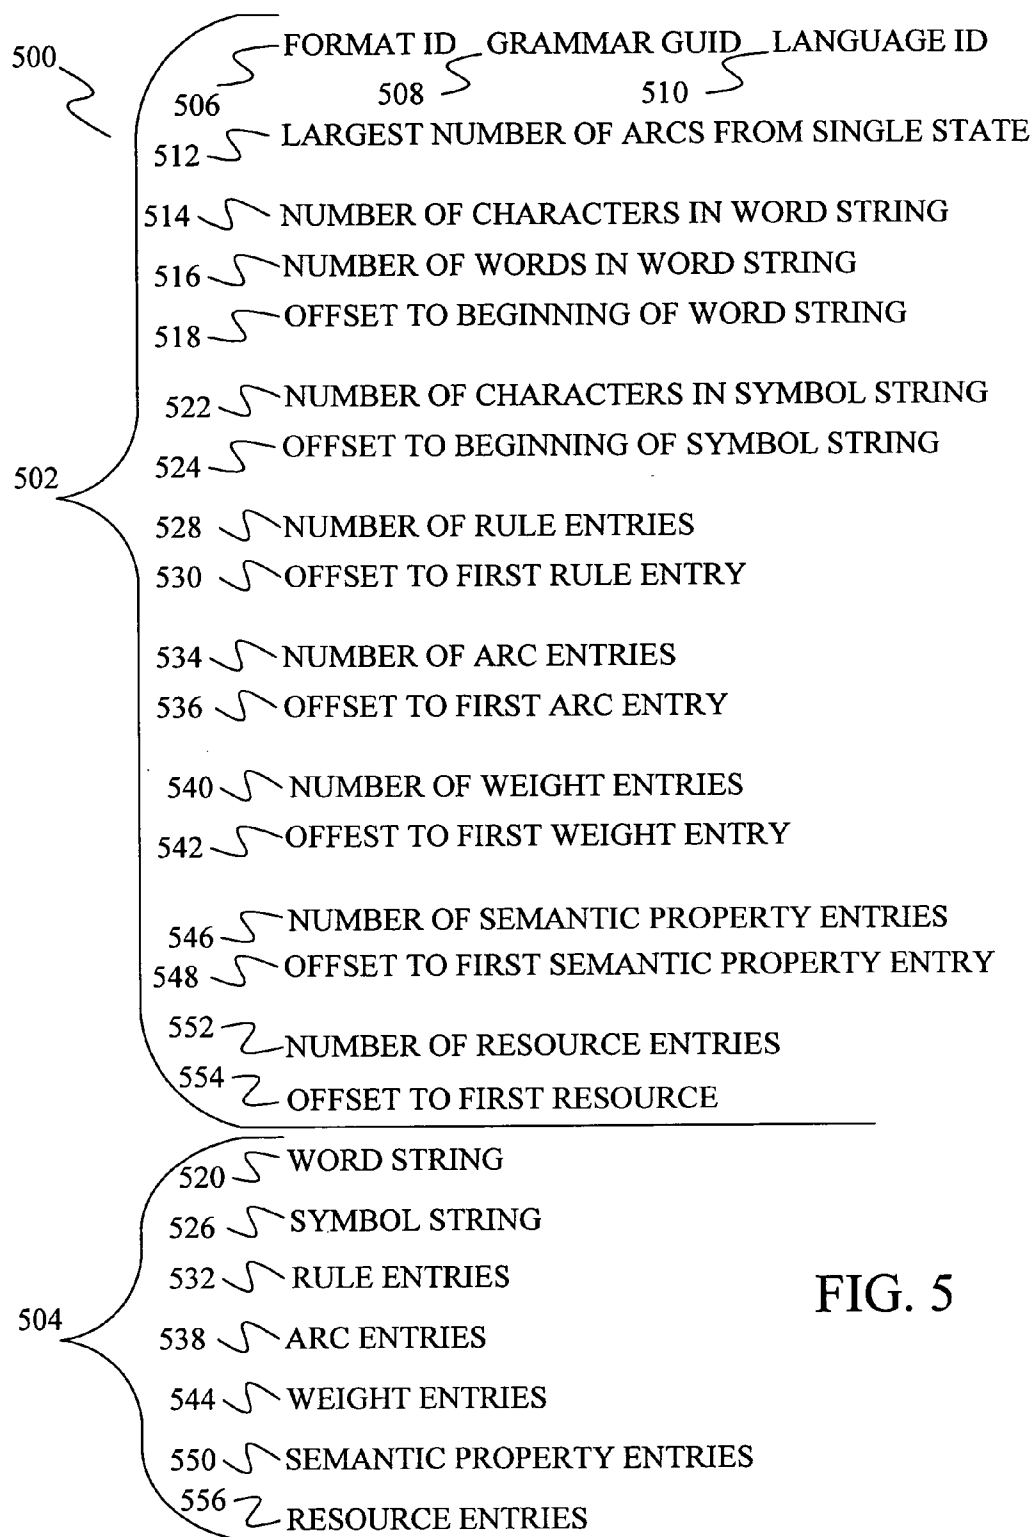 500
FORMAT ID GRAMMAR GUID LANGUAGE ID
506 508 510
512 LARGEST NUMBER OF ARCS FROM SINGLE STATE
514 NUMBER OF CHARACTERS IN WORD STRING
516 NUMBER OF WORDS IN WORD STRING
518 OFFSET TO BEGINNING OF WORD STRING
522 NUMBER OF CHARACTERS IN SYMBOL STRING
524 OFFSET TO BEGINNING OF SYMBOL STRING
502
528 NUMBER OF RULE ENTRIES
530 OFFSET TO FIRST RULE ENTRY
534 NUMBER OF ARC ENTRIES
536 OFFSET TO FIRST ARC ENTRY
540 NUMBER OF WEIGHT ENTRIES
542 OFFEST TO FIRST WEIGHT ENTRY
546 NUMBER OF SEMANTIC PROPERTY ENTRIES
548 OFFSET TO FIRST SEMANTIC PROPERTY ENTRY
552 NUMBER OF RESOURCE ENTRIES
554 OFFSET TO FIRST RESOURCE
520 WORD STRING
526 SYMBOL STRING
532 RULE ENTRIES
FIG. 5
504
538 ARC ENTRIES
544 WEIGHT ENTRIES
550 SEMANTIC PROPERTY ENTRIES
556 RESOURCE ENTRIES